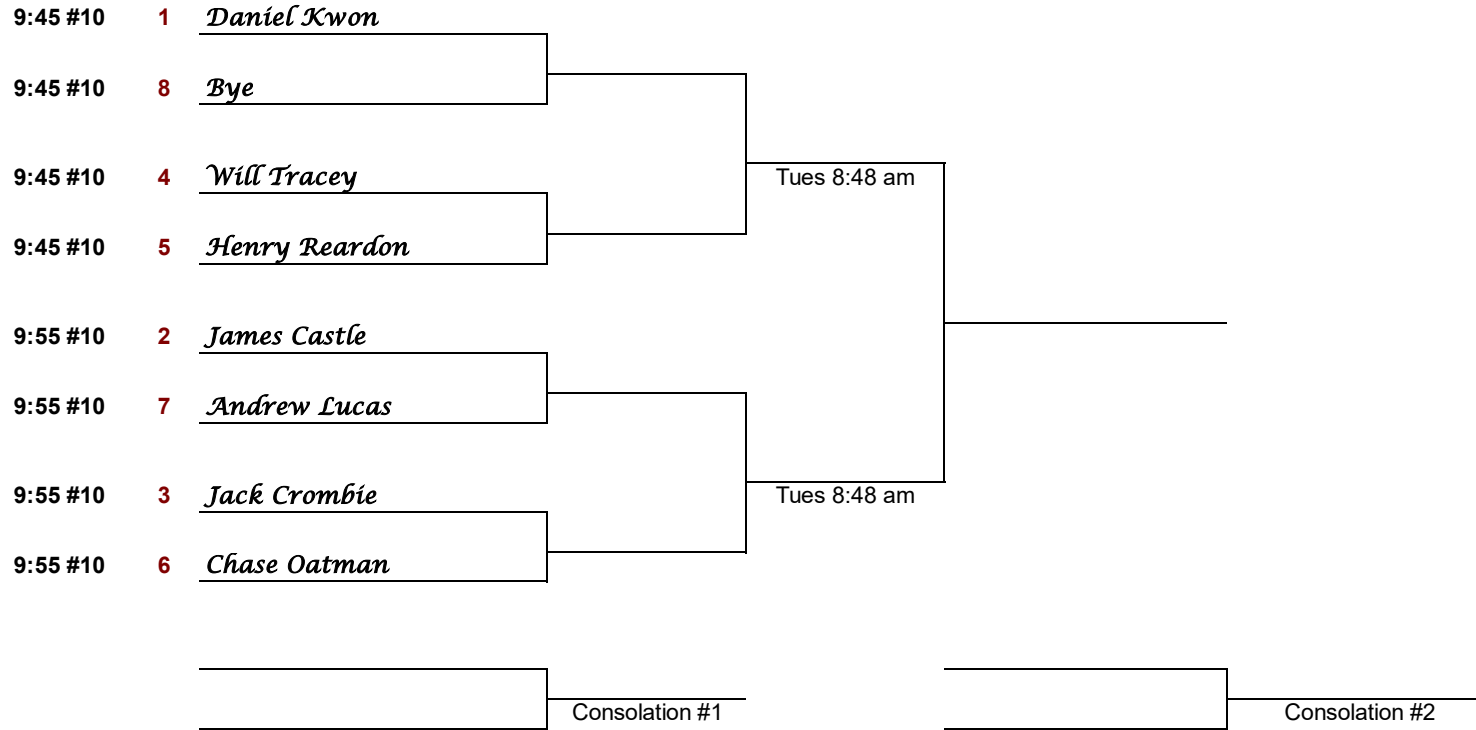 9:45 #10 1 Daniel Kwon
9:45 #10 8 Bye
9:45 #10 4 Will Tracey
Tues 8:48 am
9:45 #10 5 Henry Reardon
9:55 #10 2 James Castle
9:55 #10 7 Andrew Lucas
9:55 #10 3 Jack Crombie
Tues 8:48 am
9:55 #10 6 Chase Oatman
Consolation #1
Consolation #2